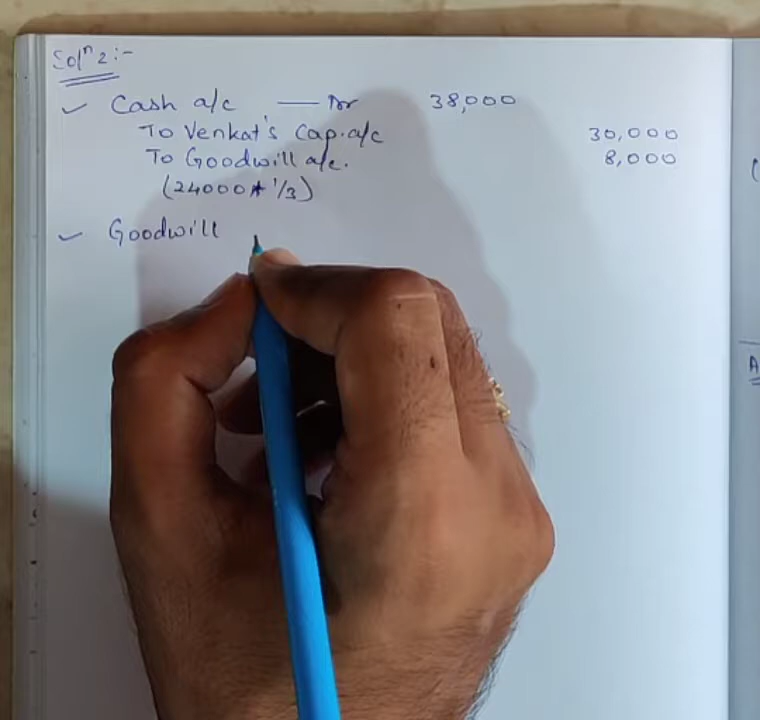 Solⁿ 2:-
✓ Cash a/c — Dr 38,000
To Venkat's Cap. a/c 30,000
To Goodwill a/c. 8,000
(24000 * 1/3)
✓ Goodwill
A